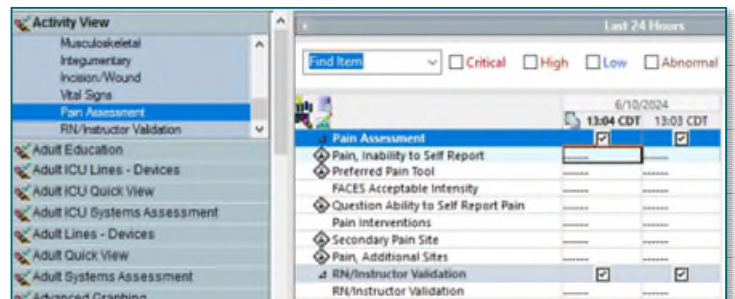 Activity View
Musculoskeletal
Integumentary
Incision/Wound
Vital Signs
Pain Assessment
RN/Instructor Validation
Adult Education
Adult ICU Lines - Devices
Adult ICU Quick View
Adult ICU Systems Assessment
Adult Lines - Devices
Adult Quick View
Adult Systems Assessment
Advanced Graphing
Last 24 Hours
Find Item Critical High Low Abnormal
6/10/2024
13:04 CDT 13:03 CDT
Pain Assessment
Pain, Inability to Self Report
Preferred Pain Tool
FACES Acceptable Intensity
Question Ability to Self Report Pain
Pain Interventions
Secondary Pain Site
Pain, Additional Sites
RN/Instructor Validation
RN/Instructor Validation